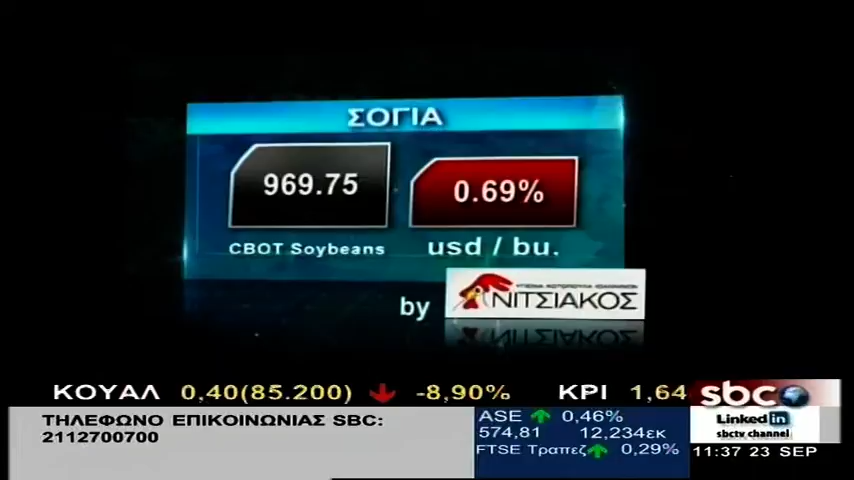 ΣΟΓΙΑ
969.75
0.69%
CBOT Soybeans
usd / bu.
by
ΝΙΤΣΙΑΚΟΣ
ΚΟΥΑΛ 0,40(85.200) -8,90% ΚΡΙ 1,64
sbc
ΤΗΛΕΦΩΝΟ ΕΠΙΚΟΙΝΩΝΙΑΣ SBC:
2112700700
ASE 0,46%
574,81 12,234εκ
FTSE Τραπεζ 0,29%
Linked in
sbctv channel
11:37 23 SEP